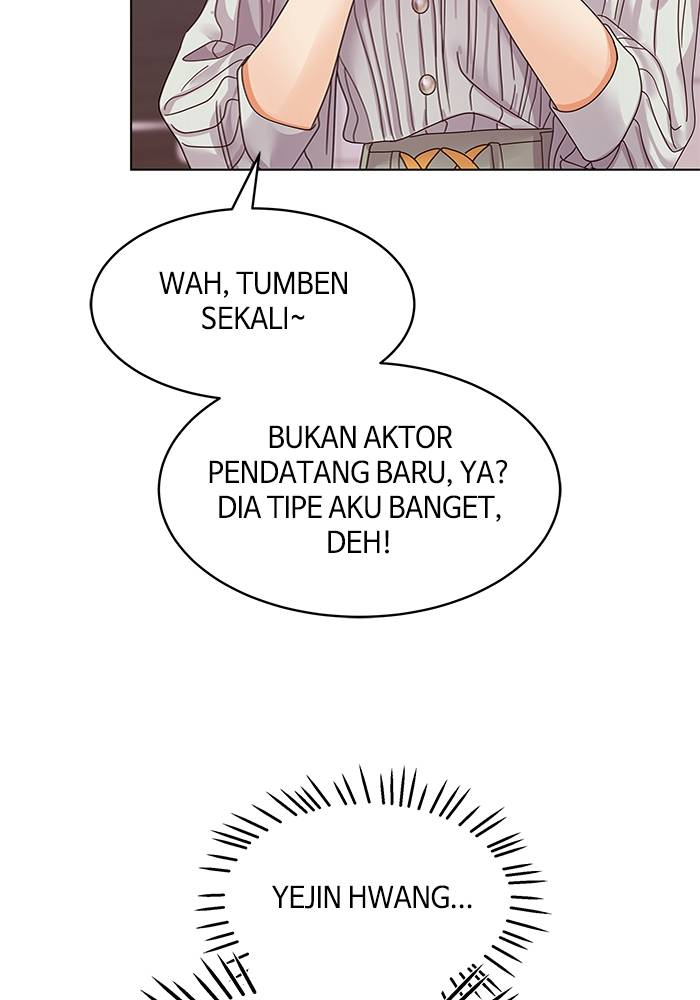 WAH, TUMBEN
SEKALI~
BUKAN AKTOR
PENDATANG BARU, YA?
DIA TIPE AKU BANGET,
DEH!
YEJIN HWANG...